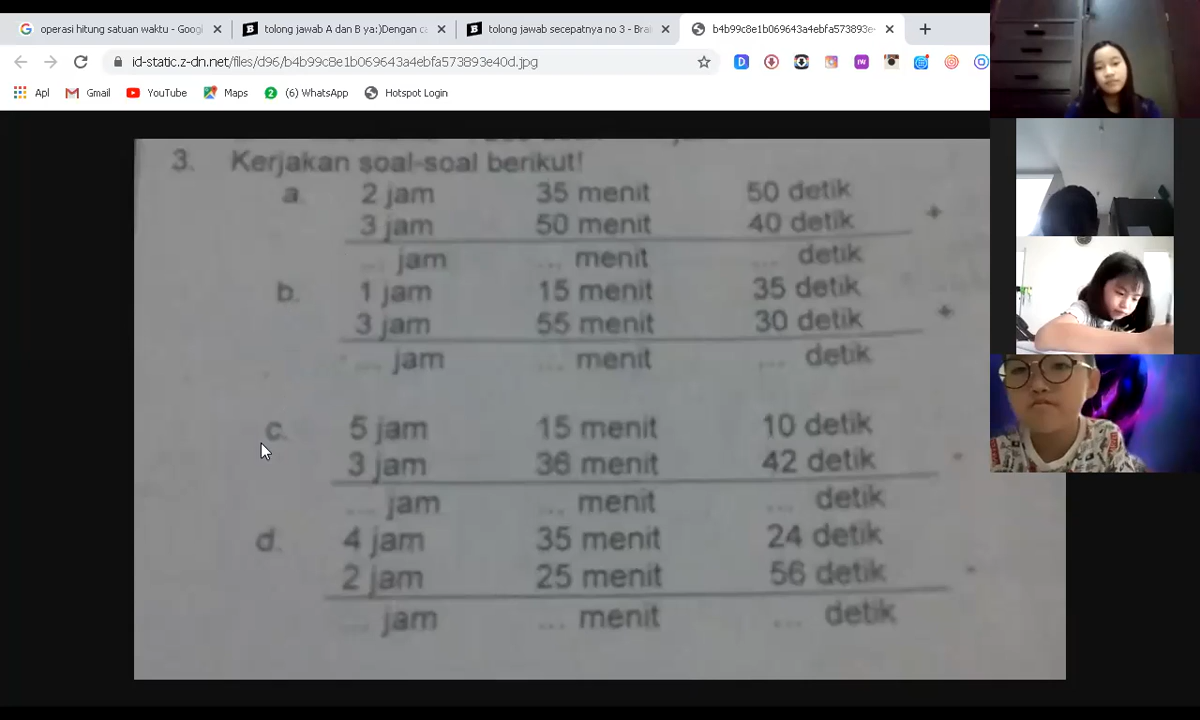 operasi hitung satuan waktu - Googl
tolong jawab A dan B ya:)Dengan ca
tolong jawab secepatnya no 3 - Brai
b4b99c8e1b069643a4ebfa573893e
id-static.z-dn.net/files/d96/b4b99c8e1b069643a4ebfa573893e40d.jpg
Apl Gmail YouTube Maps (6) WhatsApp Hotspot Login
3. Kerjakan soal-soal berikut!
a. 2 jam 35 menit 50 detik
3 jam 50 menit 40 detik +
... jam ... menit ... detik
b. 1 jam 15 menit 35 detik
3 jam 55 menit 30 detik +
... jam ... menit ... detik
c. 5 jam 15 menit 10 detik
3 jam 36 menit 42 detik -
... jam ... menit ... detik
d. 4 jam 35 menit 24 detik
2 jam 25 menit 56 detik -
... jam ... menit ... detik